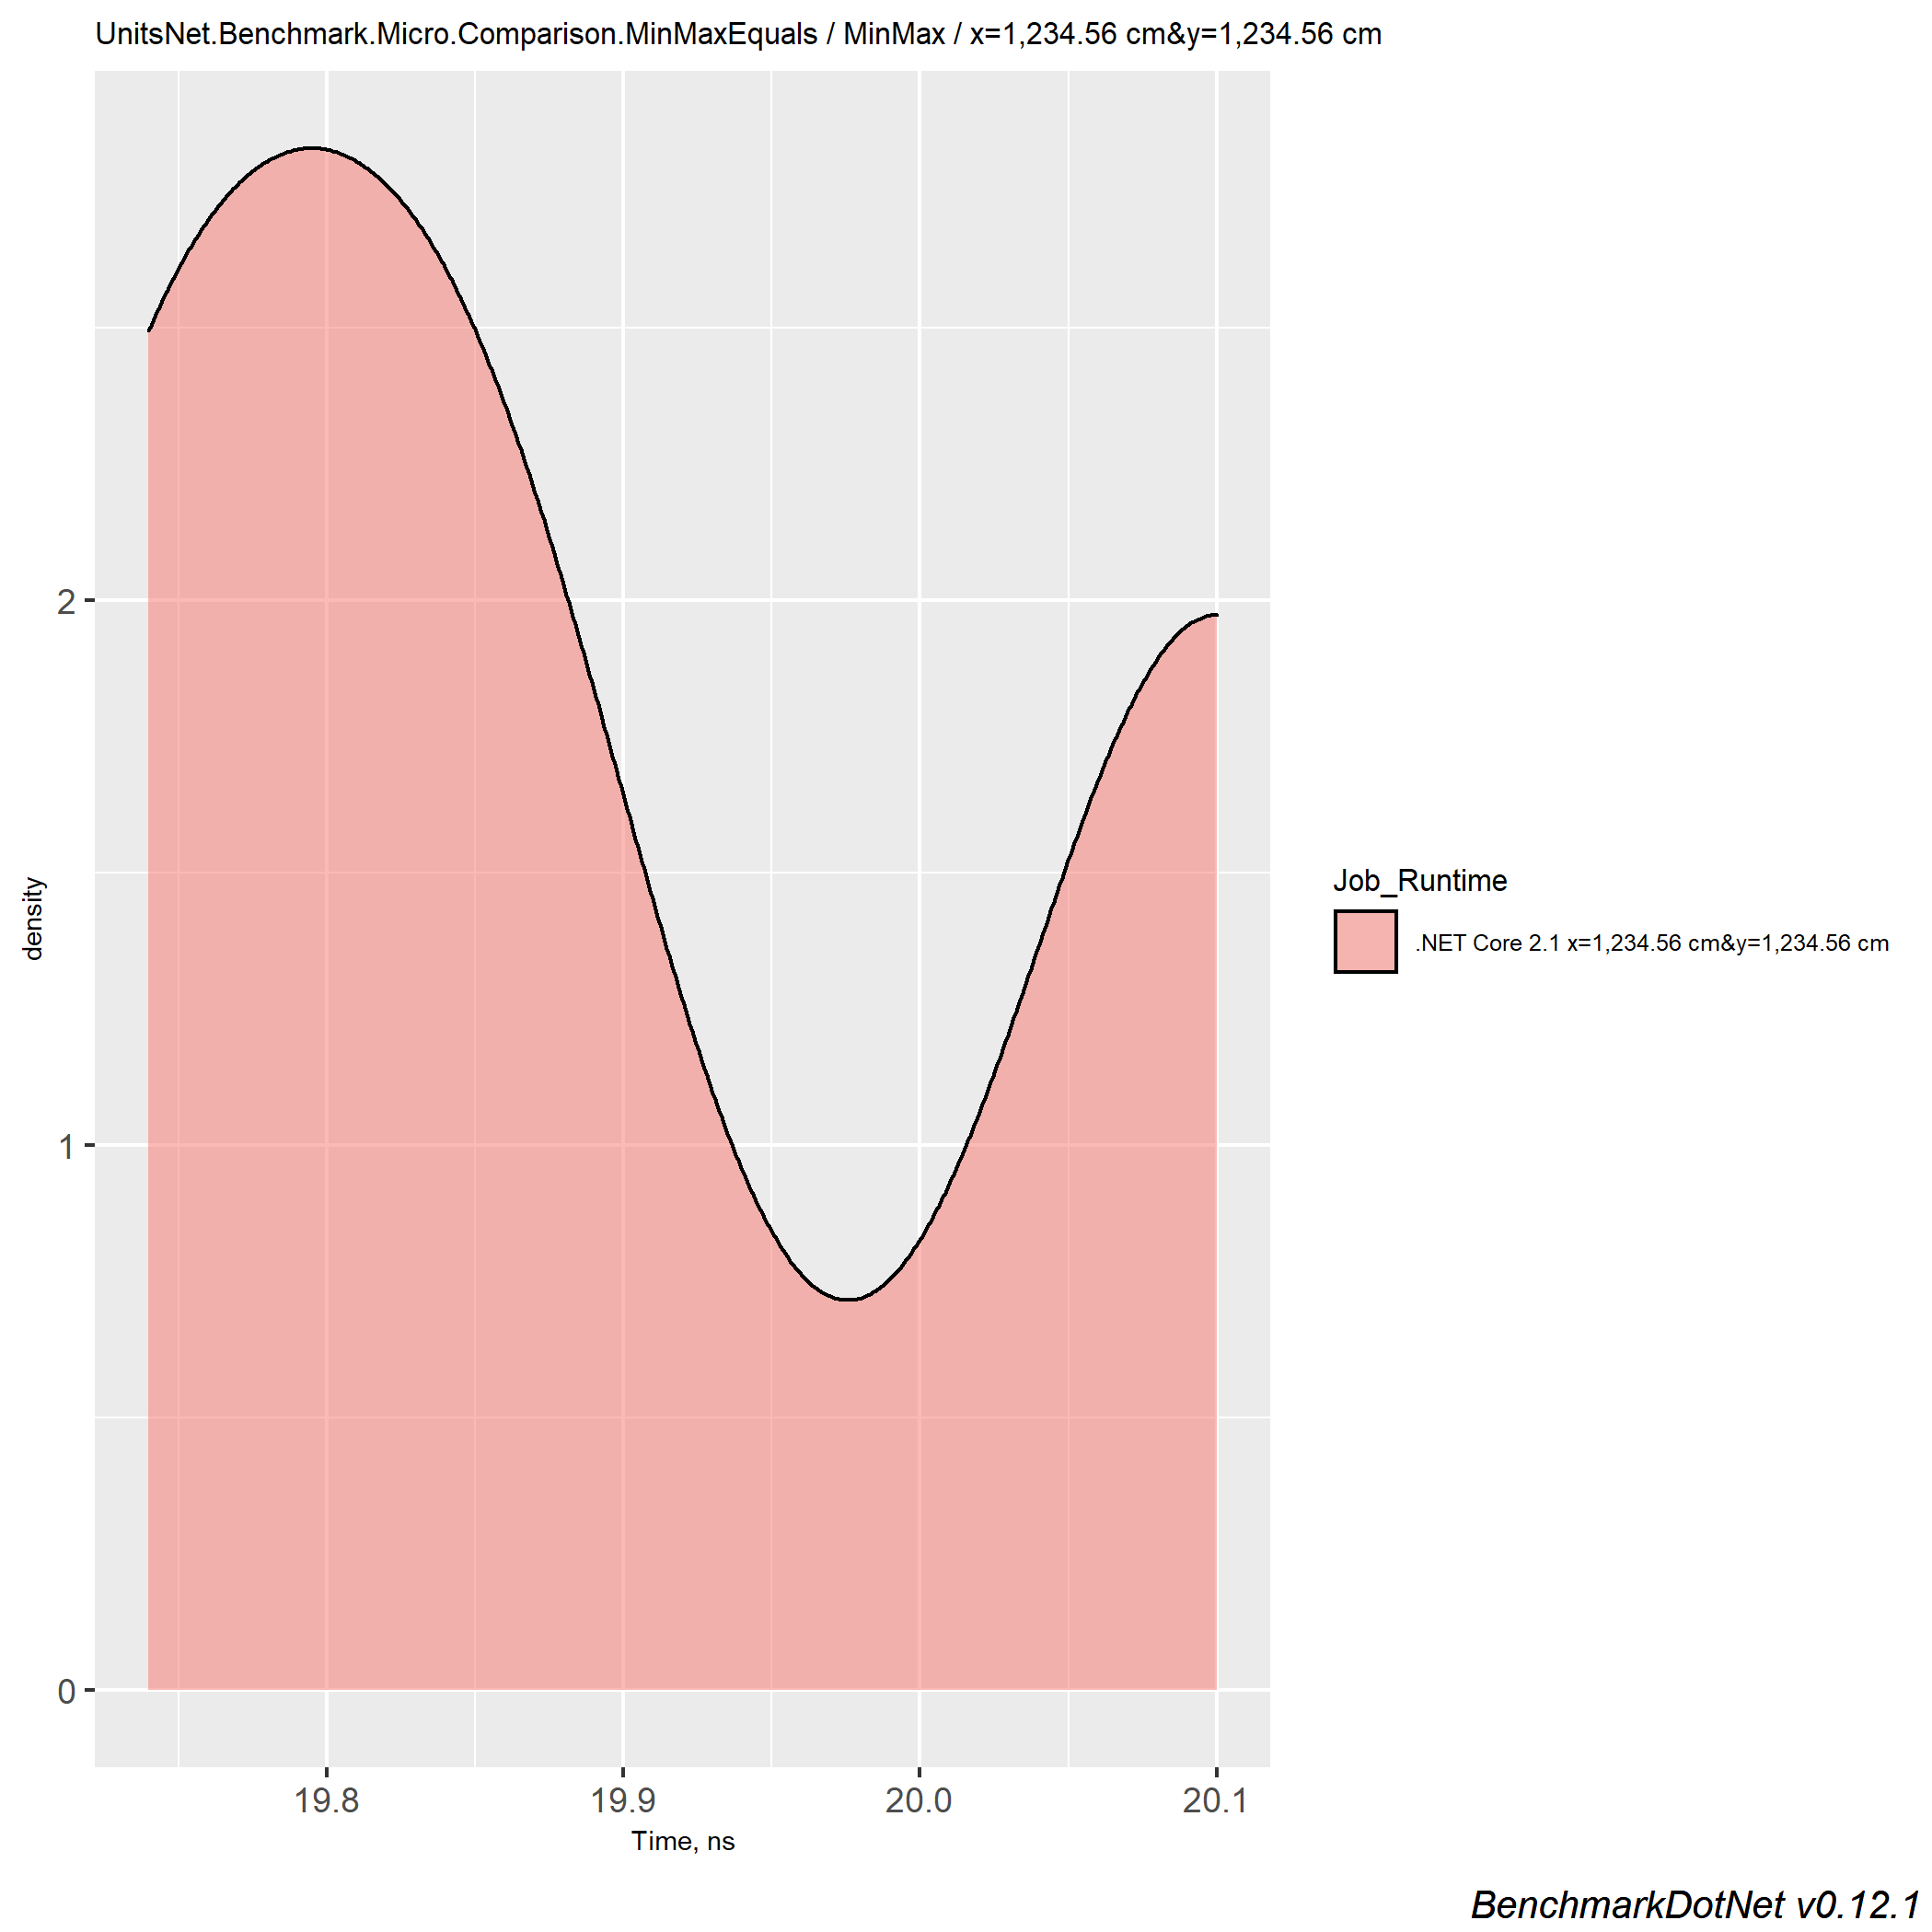 UnitsNet.Benchmark.Micro.Comparison.MinMaxEquals / MinMax / x=1,234.56 cm&y=1,234.56 cm
2
1
0
density
19.8 19.9 20.0 20.1
Time, ns
Job_Runtime
.NET Core 2.1 x=1,234.56 cm&y=1,234.56 cm
BenchmarkDotNet v0.12.1